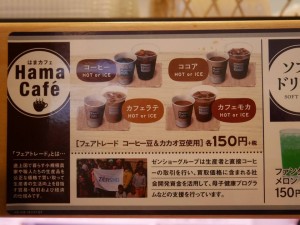 はまカフェ
Hama
Café
コーヒー
HOT or ICE
ココア
HOT or ICE
カフェラテ
HOT or ICE
カフェモカ
HOT or ICE
【フェアトレード コーヒー豆&カカオ豆使用】各150円
「フェアトレード」とは…
ゼンショーグループは生産者と直接コーヒー
の取引を行い、買取価格に含まれる社
会開発資金を活用して、母子健康プログラ
ムなどの支援を行っています。
ソフ
ドリ
SOFT
メロン
150円